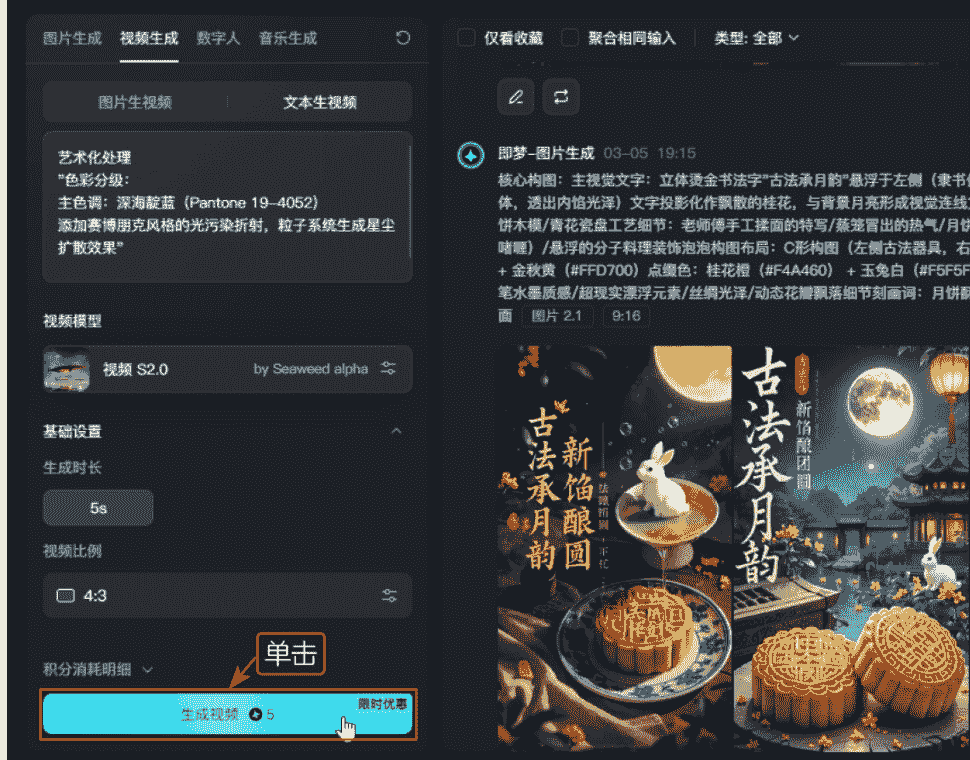 图片生成 视频生成 数字人 音乐生成
图片生视频 文本生视频
艺术化处理
"色彩分级:
主色调：深海靛蓝（Pantone 19-4052）
添加赛博朋克风格的光污染折射，粒子系统生成星尘
扩散效果"
视频模型
视频 S2.0 by Seaweed alpha
基础设置
生成时长
5s
视频比例
4:3
单击
积分消耗明细
限时优惠
生成视频 5
仅看收藏 聚合相同输入 类型: 全部
即梦-图片生成 03-05 19:15
核心构图：主视觉文字：立体烫金书法字"古法承月韵"悬浮于左侧（隶书
体，透出内馅光泽）文字投影化作飘散的桂花，与背景月亮形成视觉连线
饼木模/青花瓷盘工艺细节：老师傅手工揉面的特写/蒸笼冒出的热气/月
啫喱）/悬浮的分子料理装饰泡泡构图布局：C形构图（左侧古法器具，右
+ 金秋黄（#FFD700）点缀色：桂花橙（#F4A460）+ 玉兔白（#F5F5F
笔水墨质感/超现实漂浮元素/丝绸光泽/动态花瓣飘落细节刻画词：月饼
面 图片 2.1 9:16
古法承月韵
新馅酿圆
古法承月韵
新馅酿团圆